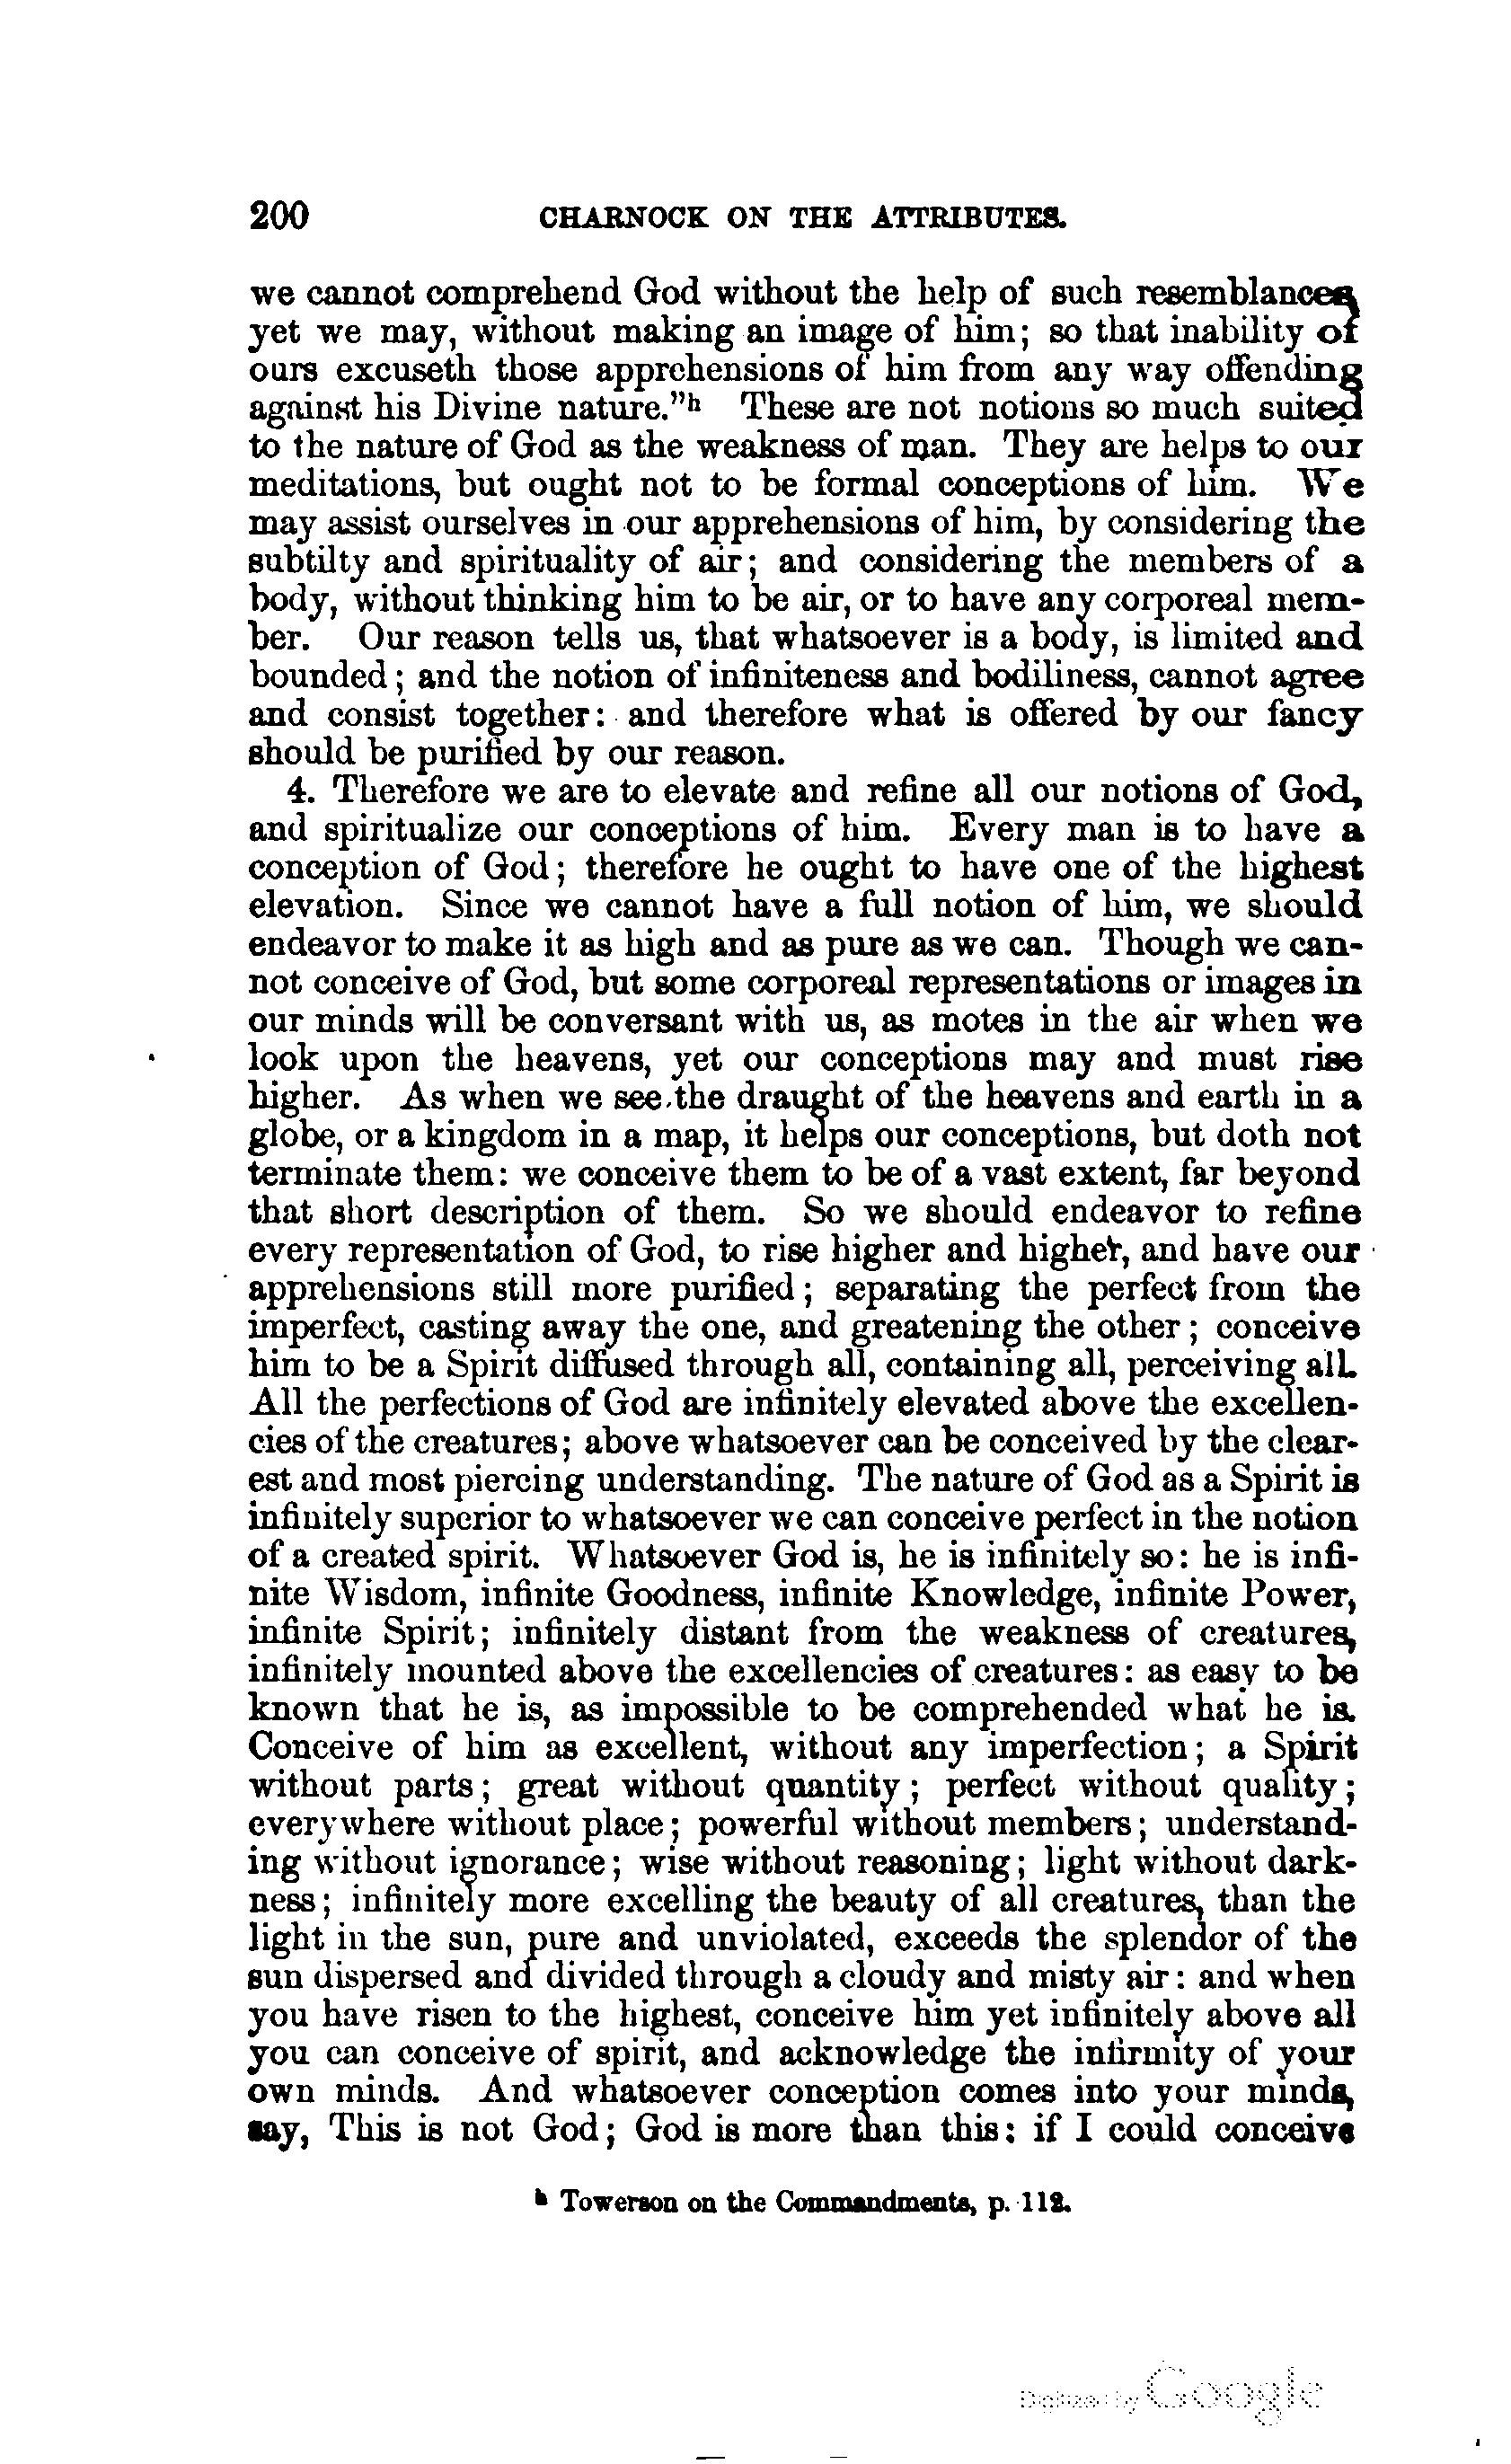 200 CHARNOCK ON THE ATTRIBUTES.
we cannot comprehend God without the help of such resemblances,
yet we may, without making an image of him; so that inability of
ours excuseth those apprehensions of him from any way offending
against his Divine nature."h These are not notions so much suited
to the nature of God as the weakness of man. They are helps to our
meditations, but ought not to be formal conceptions of him. We
may assist ourselves in our apprehensions of him, by considering the
subtilty and spirituality of air; and considering the members of a
body, without thinking him to be air, or to have any corporeal mem-
ber. Our reason tells us, that whatsoever is a body, is limited and
bounded; and the notion of infiniteness and bodiliness, cannot agree
and consist together: and therefore what is offered by our fancy
should be purified by our reason.
4. Therefore we are to elevate and refine all our notions of God,
and spiritualize our conceptions of him. Every man is to have a
conception of God; therefore he ought to have one of the highest
elevation. Since we cannot have a full notion of him, we should
endeavor to make it as high and as pure as we can. Though we can-
not conceive of God, but some corporeal representations or images in
our minds will be conversant with us, as motes in the air when we
look upon the heavens, yet our conceptions may and must rise
higher. As when we see the draught of the heavens and earth in a
globe, or a kingdom in a map, it helps our conceptions, but doth not
terminate them: we conceive them to be of a vast extent, far beyond
that short description of them. So we should endeavor to refine
every representation of God, to rise higher and higher, and have our
apprehensions still more purified; separating the perfect from the
imperfect, casting away the one, and greatening the other; conceive
him to be a Spirit diffused through all, containing all, perceiving all.
All the perfections of God are infinitely elevated above the excellen-
cies of the creatures; above whatsoever can be conceived by the clear-
est and most piercing understanding. The nature of God as a Spirit is
infinitely superior to whatsoever we can conceive perfect in the notion
of a created spirit. Whatsoever God is, he is infinitely so: he is infi-
nite Wisdom, infinite Goodness, infinite Knowledge, infinite Power,
infinite Spirit; infinitely distant from the weakness of creatures,
infinitely mounted above the excellencies of creatures: as easy to be
known that he is, as impossible to be comprehended what he is.
Conceive of him as excellent, without any imperfection; a Spirit
without parts; great without quantity; perfect without quality;
everywhere without place; powerful without members; understand-
ing without ignorance; wise without reasoning; light without dark-
ness; infinitely more excelling the beauty of all creatures, than the
light in the sun, pure and unviolated, exceeds the splendor of the
sun dispersed and divided through a cloudy and misty air: and when
you have risen to the highest, conceive him yet infinitely above all
you can conceive of spirit, and acknowledge the infirmity of your
own minds. And whatsoever conception comes into your minds,
say, This is not God; God is more than this: if I could conceive
h Towerson on the Commandments, p. 112.
Digitized by Google